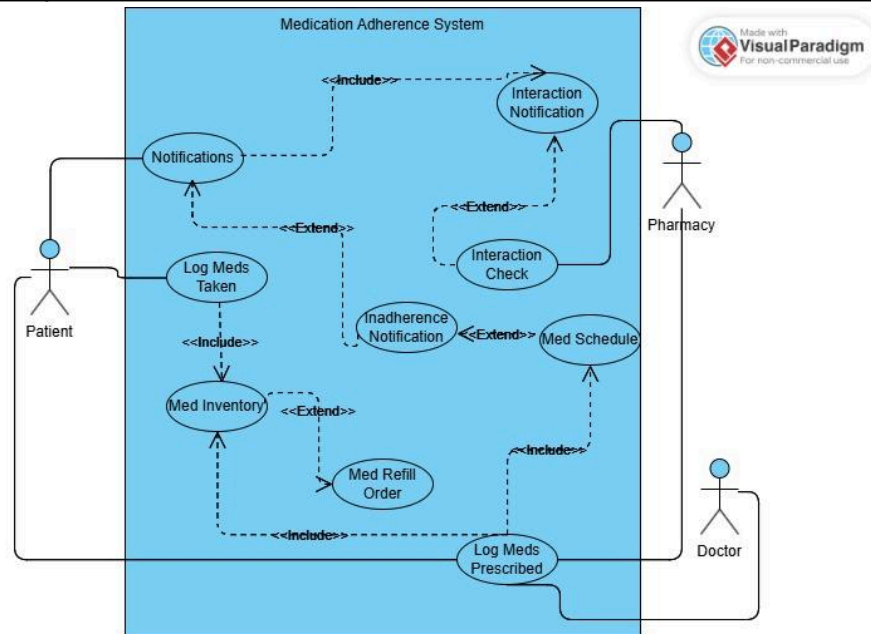 Medication Adherence System
Made with
Visual Paradigm
For non-commercial use
<<Include>>
Interaction
Notification
Notifications
Pharmacy
<<Extend>>
<<Extend>>
Interaction
Check
Log Meds
Taken
Patient
Inadherence
Notification
<<Extend>>
Med Schedule
<<Include>>
Med Inventory
<<Extend>>
<<Include>>
Med Refill
Order
<<Include>>
Log Meds
Prescribed
Doctor